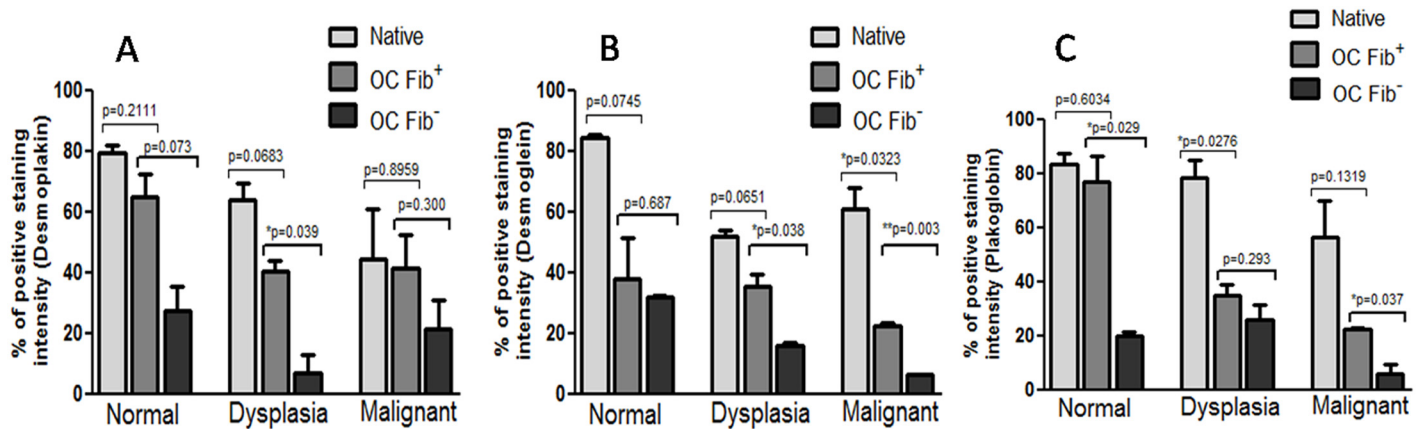 A
Native
OC Fib+
OC Fib-
% of positive staining
intensity (Desmoplakin)
100
80
60
40
20
0
p=0.2111
p=0.073
p=0.0683
*p=0.039
p=0.8959
p=0.300
Normal Dysplasia Malignant
B
Native
OC Fib+
OC Fib-
% of positive staining
intensity (Desmoglein)
100
80
60
40
20
0
p=0.0745
p=0.687
p=0.0651
*p=0.038
*p=0.0323
**p=0.003
Normal Dysplasia Malignant
C
Native
OC Fib+
OC Fib-
% of positive staining
intensity (Plakoglobin)
100
80
60
40
20
0
p=0.6034
*p=0.029
*p=0.0276
p=0.293
p=0.1319
*p=0.037
Normal Dysplasia Malignant